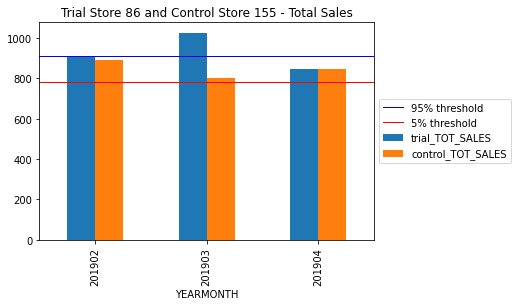 Trial Store 86 and Control Store 155 - Total Sales
1000
800
600
400
200
0
201902
201903
201904
YEARMONTH
95% threshold
5% threshold
trial_TOT_SALES
control_TOT_SALES